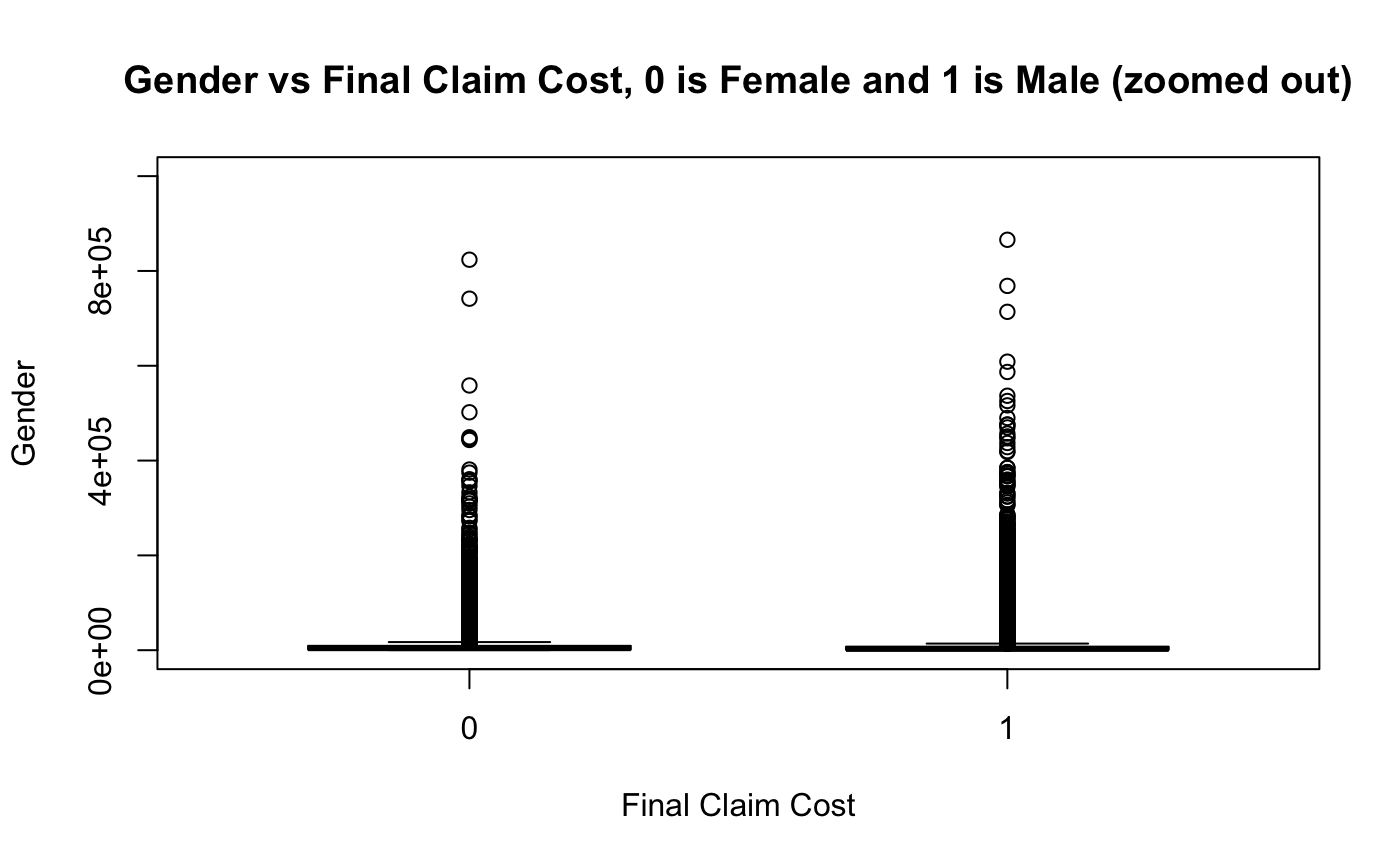 Gender vs Final Claim Cost, 0 is Female and 1 is Male (zoomed out)
8e+05
4e+05
0e+00
Gender
0 1
Final Claim Cost